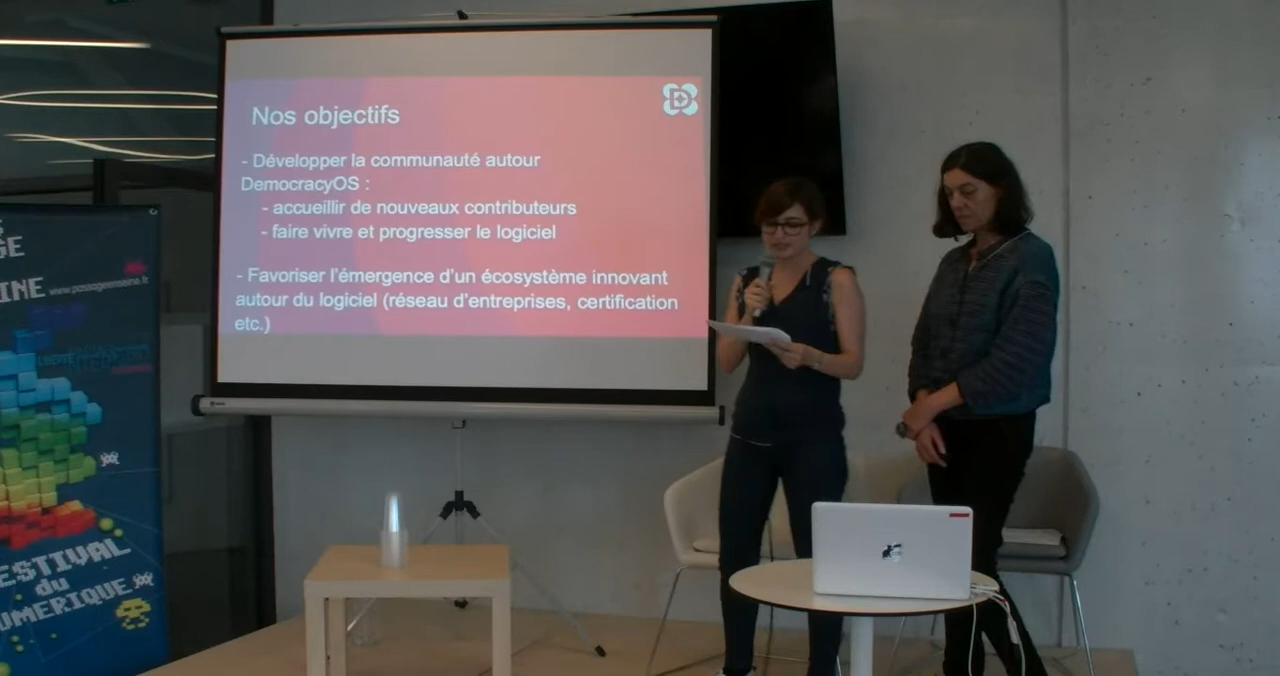 Nos objectifs
- Développer la communauté autour
DemocracyOS :
- accueillir de nouveaux contributeurs
- faire vivre et progresser le logiciel
- Favoriser l'émergence d'un écosystème innovant
autour du logiciel (réseau d'entreprises, certification
etc.)
S
GE
INE www.passageenseine.fr
ESTIVAL
du
UMERIQUE